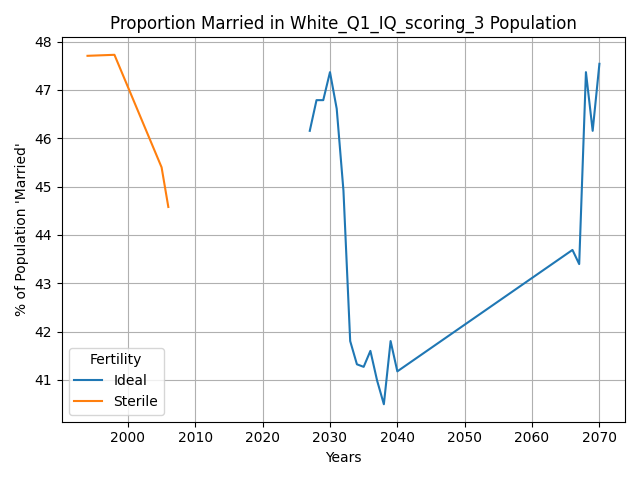 Proportion Married in White_Q1_IQ_scoring_3 Population
48
47
46
45
44
43
42
41
% of Population 'Married'
Fertility
Ideal
Sterile
2000 2010 2020 2030 2040 2050 2060 2070
Years